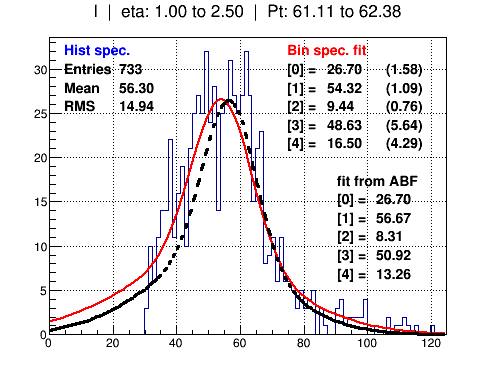 I | eta: 1.00 to 2.50 | Pt: 61.11 to 62.38
Hist spec.
Entries 733
Mean 56.30
RMS 14.94
Bin spec. fit
[0] = 26.70 (1.58)
[1] = 54.32 (1.09)
[2] = 9.44 (0.76)
[3] = 48.63 (5.64)
[4] = 16.50 (4.29)
fit from ABF
[0] = 26.70
[1] = 56.67
[2] = 8.31
[3] = 50.92
[4] = 13.26
30
25
20
15
10
5
0
0 20 40 60 80 100 120